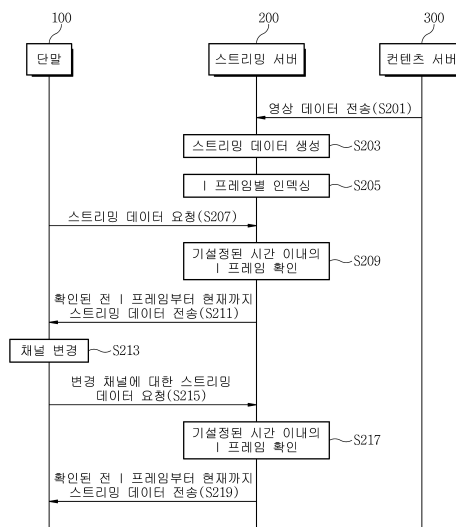 100
200
300
단말
스트리밍 서버
컨텐츠 서버
영상 데이터 전송(S201)
스트리밍 데이터 생성
S203
I 프레임별 인덱싱
S205
스트리밍 데이터 요청(S207)
기설정된 시간 이내의
I 프레임 확인
S209
확인된 전 I 프레임부터 현재까지
스트리밍 데이터 전송(S211)
채널 변경
S213
변경 채널에 대한 스트리밍
데이터 요청(S215)
기설정된 시간 이내의
I 프레임 확인
S217
확인된 전 I 프레임부터 현재까지
스트리밍 데이터 전송(S219)